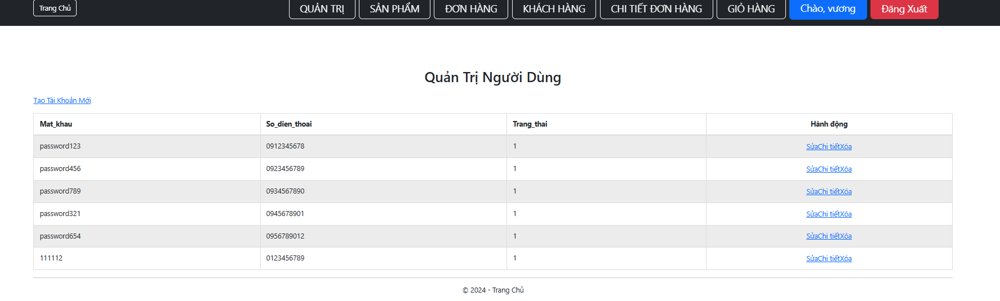 Trang Chủ QUẢN TRỊ SẢN PHẨM ĐƠN HÀNG KHÁCH HÀNG CHI TIẾT ĐƠN HÀNG GIỎ HÀNG Chào, vương Đăng Xuất
Quản Trị Người Dùng
Tạo Tài Khoản Mới
Mat_khau So_dien_thoai Trang_thai Hành động
password123 0912345678 1 SửaChi tiếtXóa
password456 0923456789 1 SửaChi tiếtXóa
password789 0934567890 1 SửaChi tiếtXóa
password321 0945678901 1 SửaChi tiếtXóa
password654 0956789012 1 SửaChi tiếtXóa
111112 0123456789 1 SửaChi tiếtXóa
© 2024 - Trang Chủ